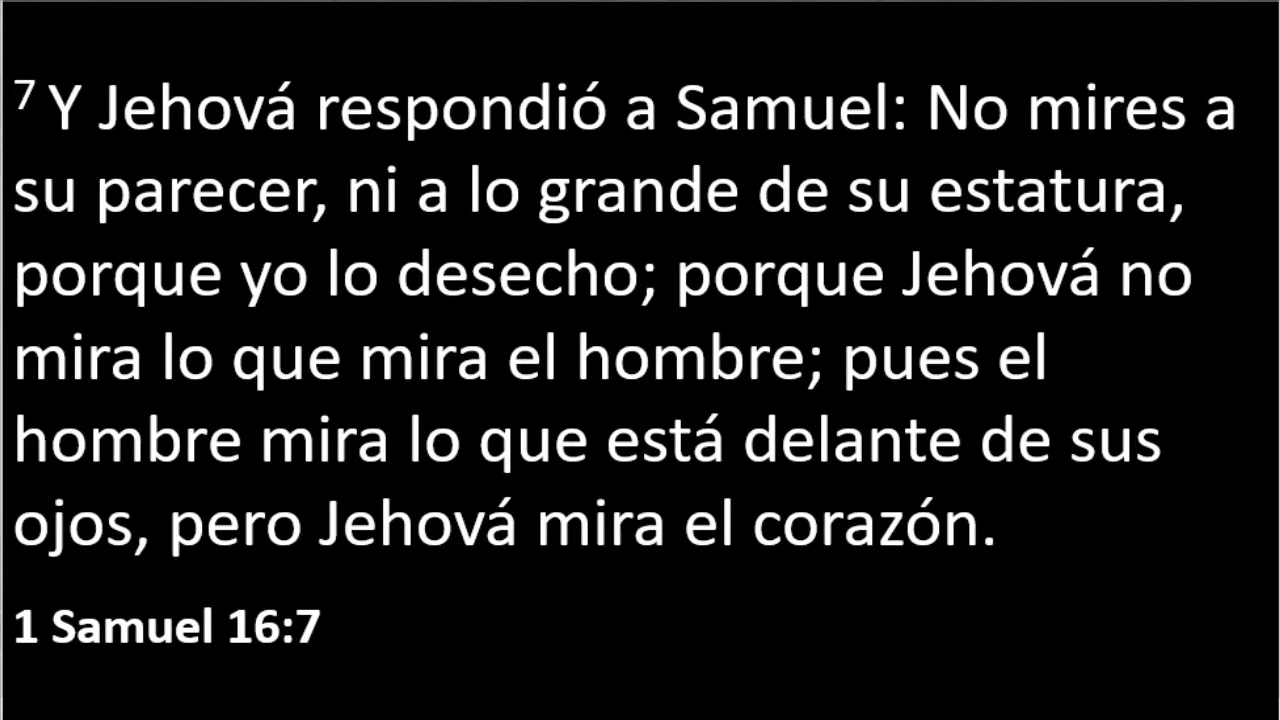 7 Y Jehová respondió a Samuel: No mires a
su parecer, ni a lo grande de su estatura,
porque yo lo desecho; porque Jehová no
mira lo que mira el hombre; pues el
hombre mira lo que está delante de sus
ojos, pero Jehová mira el corazón.
1 Samuel 16:7